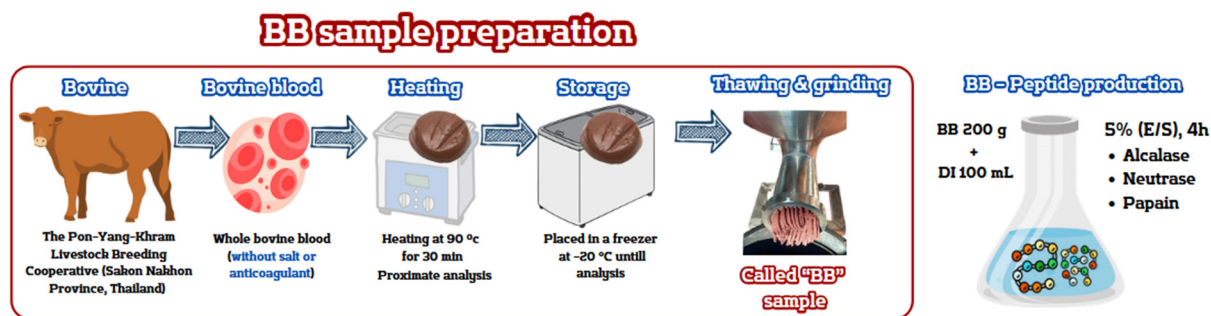 BB sample preparation
Bovine
The Pon-Yang-Khram
Livestock Breeding
Cooperative (Sakon Nakhon
Province, Thailand)
Bovine blood
Whole bovine blood
(without salt or
anticoagulant)
Heating
Heating at 90 ºc
for 30 min
Proximate analysis
Storage
Placed in a freezer
at -20 °C untill
analysis
Thawing & grinding
Called "BB"
sample
BB - Peptide production
BB 200 g
+
DI 100 mL
5% (E/S), 4h
• Alcalase
• Neutrase
• Papain